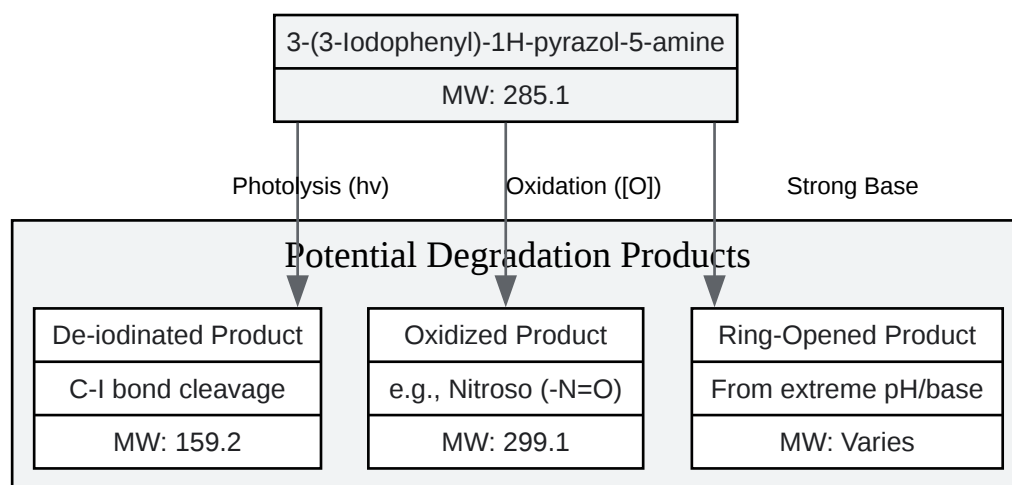 3-(3-Iodophenyl)-1H-pyrazol-5-amine
MW: 285.1
Photolysis (hv)
Oxidation ([O])
Strong Base
Potential Degradation Products
De-iodinated Product
C-I bond cleavage
MW: 159.2
Oxidized Product
e.g., Nitroso (-N=O)
MW: 299.1
Ring-Opened Product
From extreme pH/base
MW: Varies